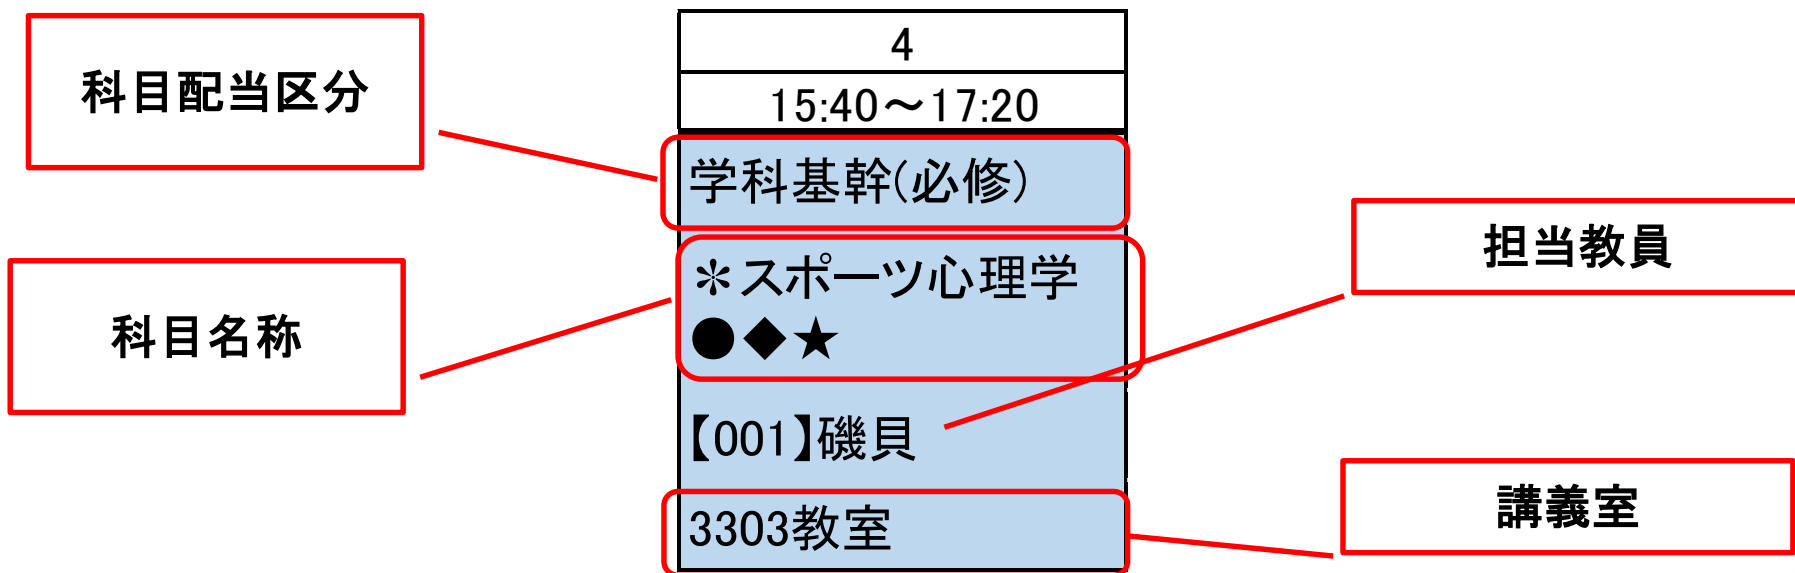 科目配当区分
科目名称
4
15:40～17:20
学科基幹(必修)
＊スポーツ心理学
●◆★
【001】磯貝
3303教室
担当教員
講義室